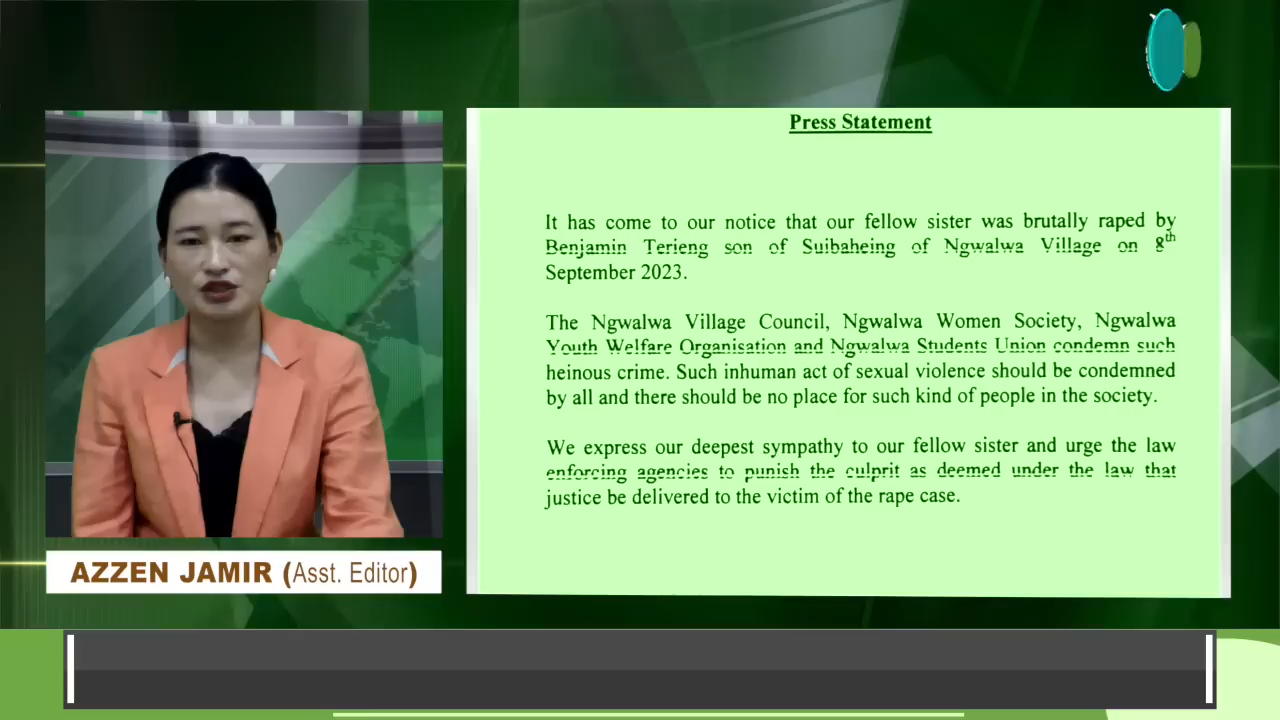 Press Statement
It has come to our notice that our fellow sister was brutally raped by
Benjamin Terieng son of Suibaheing of Ngwalwa Village on 8th
September 2023.
The Ngwalwa Village Council, Ngwalwa Women Society, Ngwalwa
Youth Welfare Organisation and Ngwalwa Students Union condemn such
heinous crime. Such inhuman act of sexual violence should be condemned
by all and there should be no place for such kind of people in the society.
We express our deepest sympathy to our fellow sister and urge the law
enforcing agencies to punish the culprit as deemed under the law that
justice be delivered to the victim of the rape case.
AZZEN JAMIR (Asst. Editor)